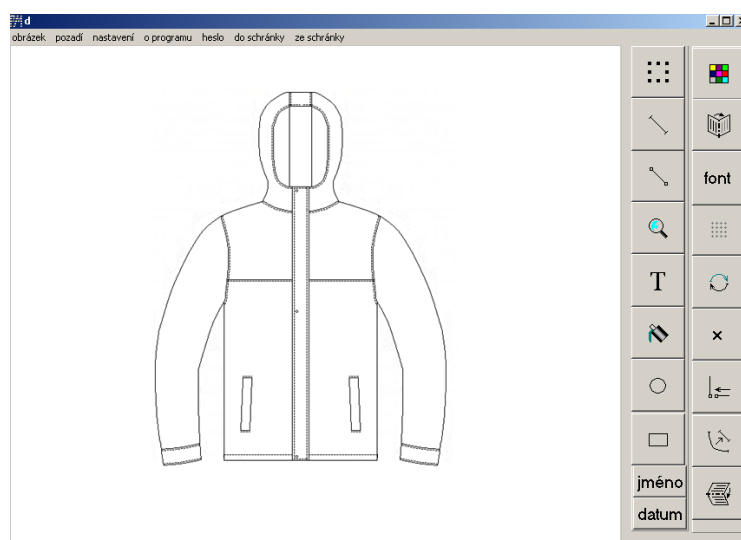 d
obrázek pozadí nastavení o programu heslo do schránky ze schránky
font
T
jméno
datum